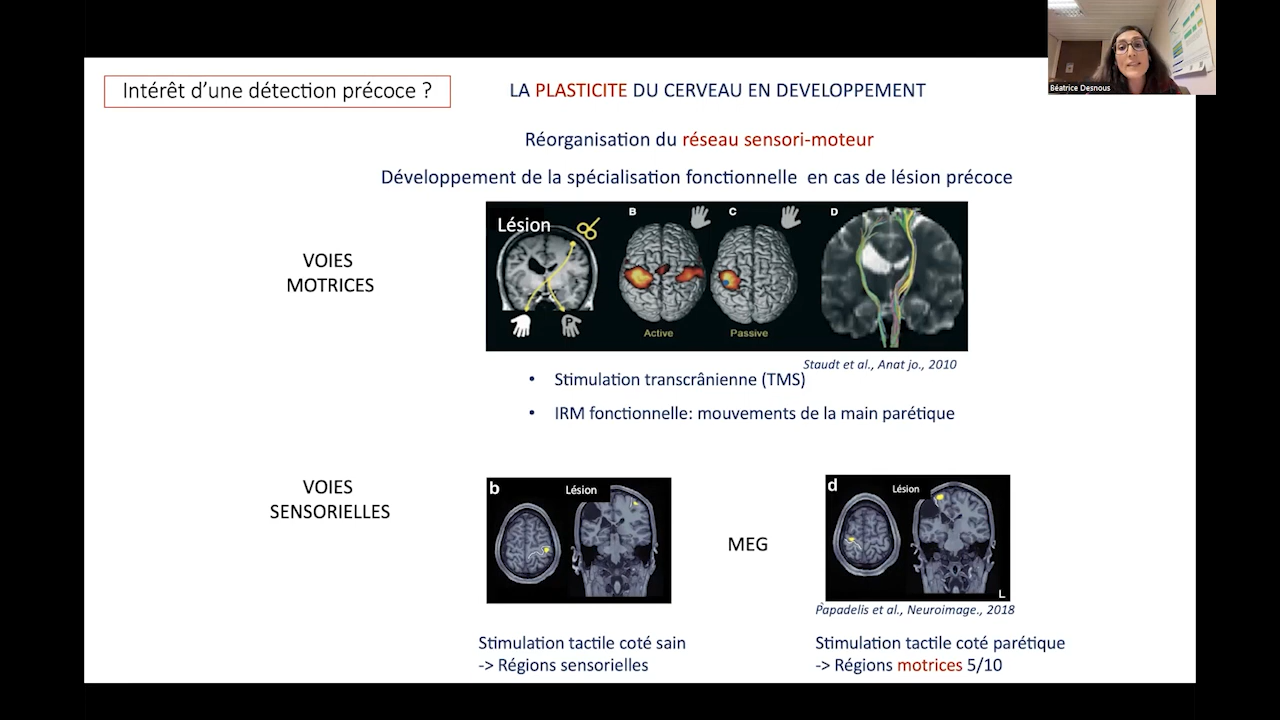 Béatrice Desnous
Intérêt d’une détection précoce ?
LA PLASTICITE DU CERVEAU EN DEVELOPPEMENT
Réorganisation du réseau sensori-moteur
Développement de la spécialisation fonctionnelle en cas de lésion précoce
VOIES
MOTRICES
Lésion
B
C
D
P
Active
Passive
Staudt et al., Anat jo., 2010
• Stimulation transcrânienne (TMS)
• IRM fonctionnelle: mouvements de la main parétique
VOIES
SENSORIELLES
b
Lésion
MEG
d
Lésion
L
Papadelis et al., Neuroimage., 2018
Stimulation tactile coté sain
-> Régions sensorielles
Stimulation tactile coté parétique
-> Régions motrices 5/10